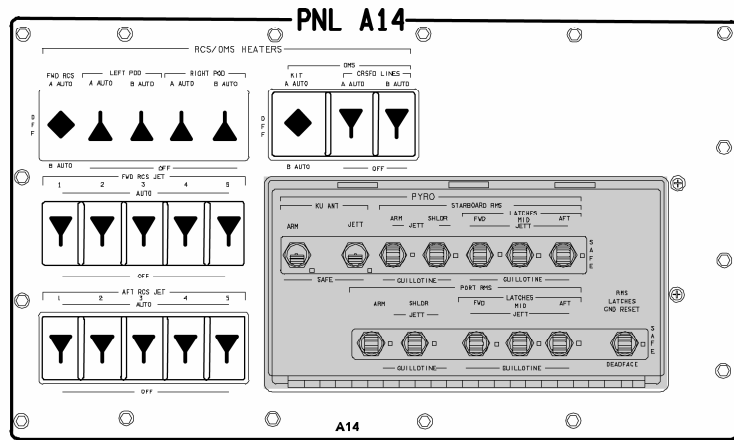 PNL A14
RCS/OMS HEATERS
OMS
FWD RCS LEFT POD RIGHT POD KIT CRSFD LINES
A AUTO A AUTO B AUTO A AUTO B AUTO A AUTO A AUTO B AUTO
OFF OFF
B AUTO OFF B AUTO OFF
FWD RCS JET
1 2 3 4 5
AUTO
OFF
AFT RCS JET
1 2 3 4 5
AUTO
OFF
PYRO
KU ANT STARBOARD RMS
ARM JETT ARM SHLDR LATCHES
JETT FWD MID AFT
JETT
SAFE
SAFE GUILLOTINE GUILLOTINE
PORT RMS
ARM SHLDR LATCHES
JETT FWD MID AFT
JETT
RMS
LATCHES
GND RESET
SAFE
GUILLOTINE GUILLOTINE DEADFACE
A14